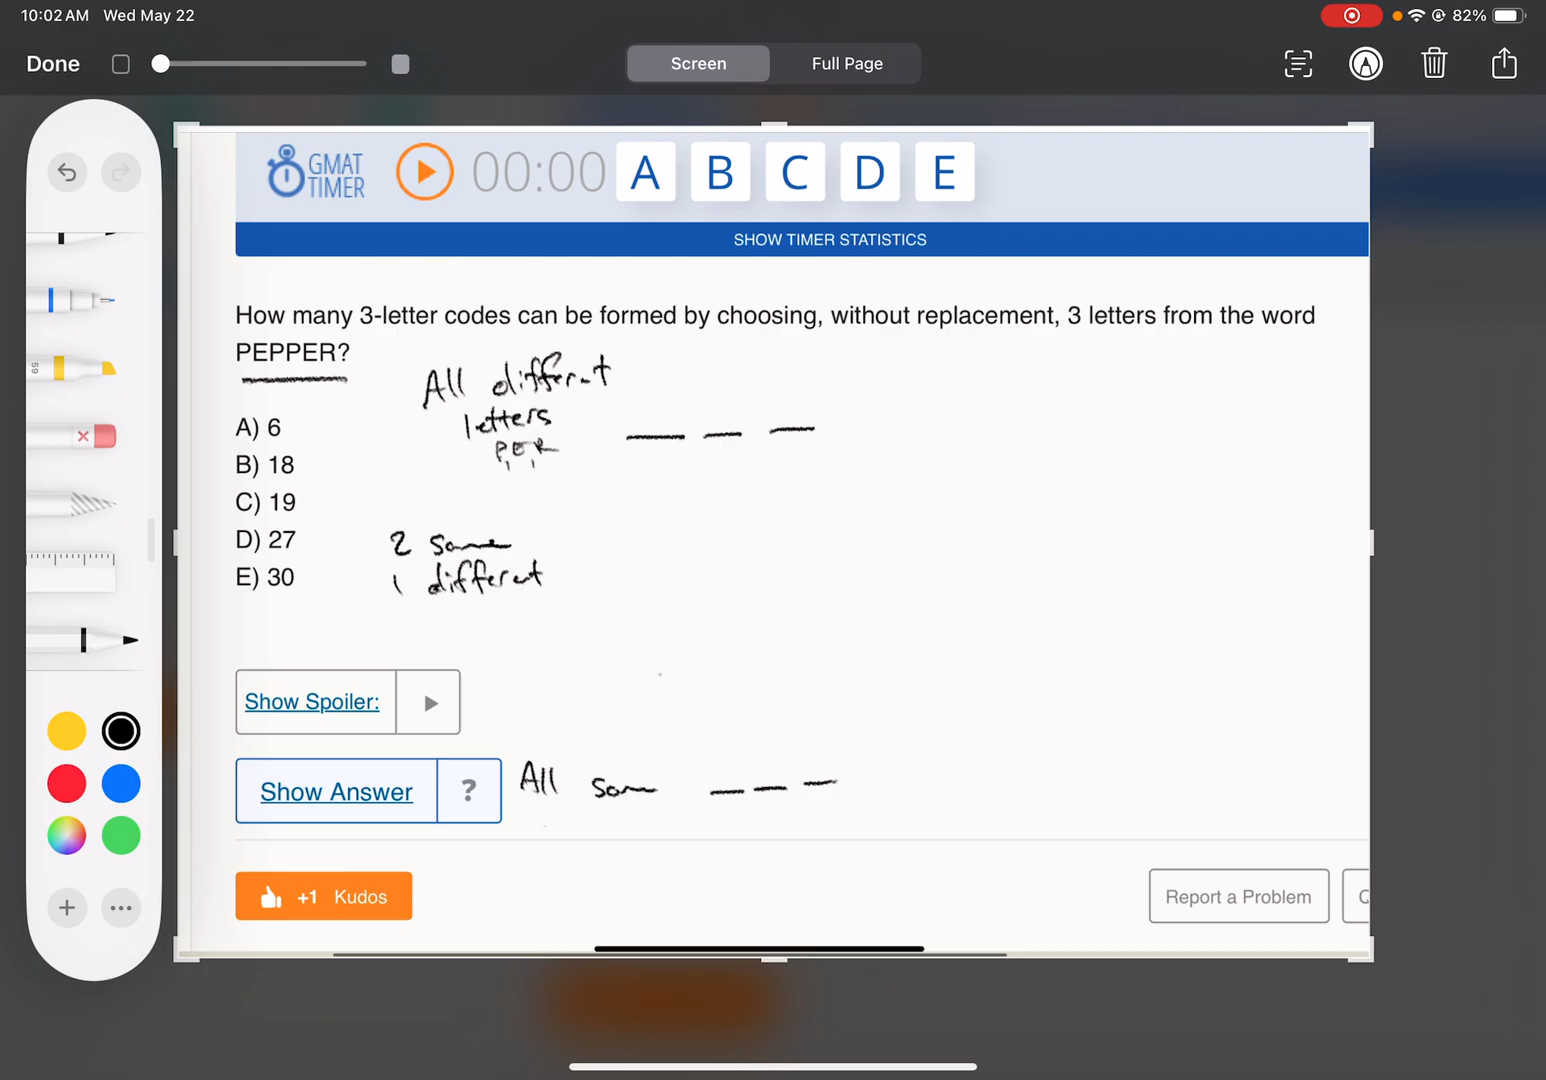 10:02 AM Wed May 22
82%
Done
Screen
Full Page
GMAT
TIMER
00:00
A B C D E
SHOW TIMER STATISTICS
How many 3-letter codes can be formed by choosing, without replacement, 3 letters from the word
PEPPER?
All different
letters
P, E, R
A) 6
B) 18
C) 19
D) 27
E) 30
2 same
1 different
59
Show Spoiler:
Show Answer ?
All same
+1 Kudos
Report a Problem